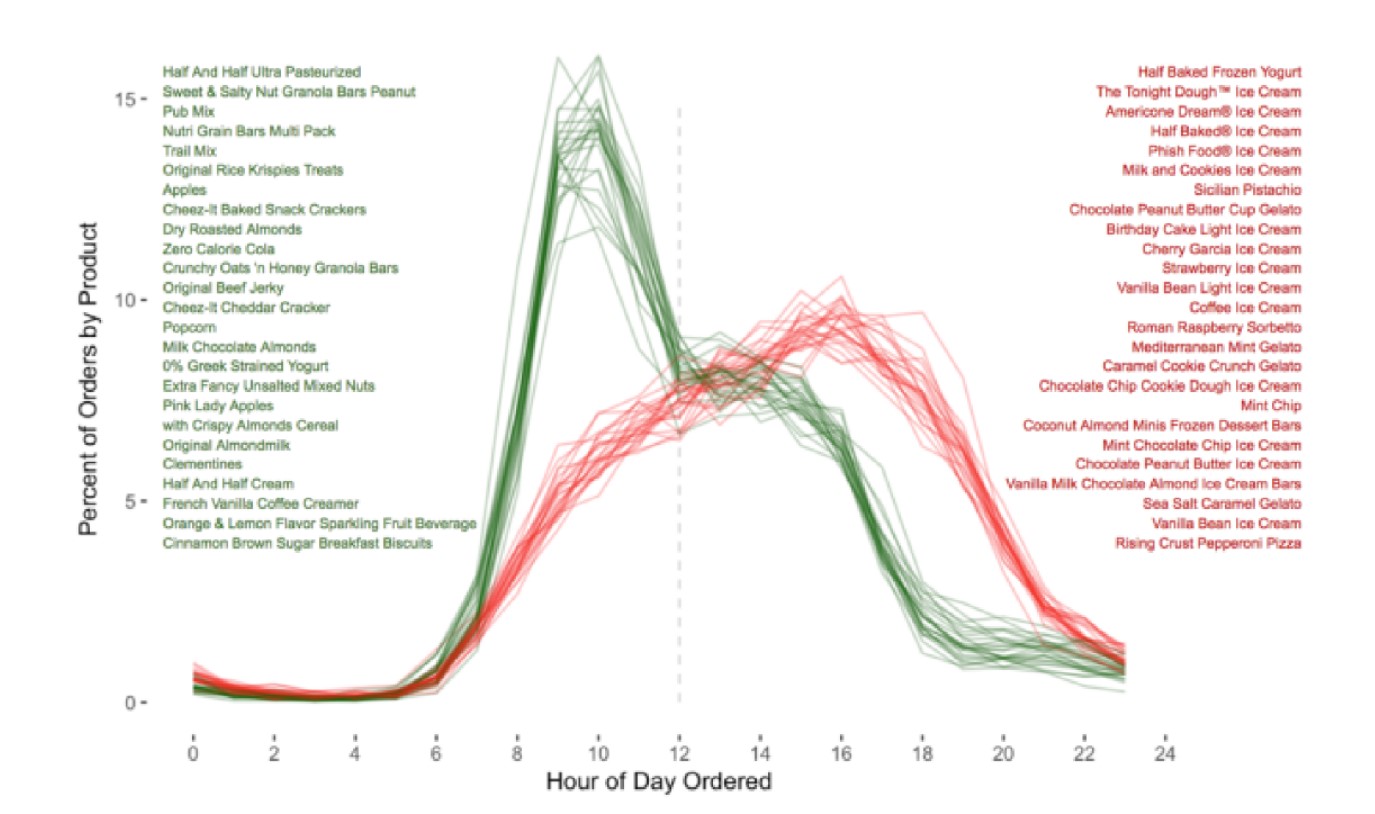 Half And Half Ultra Pasteurized
Sweet & Salty Nut Granola Bars Peanut
Pub Mix
Nutri Grain Bars Multi Pack
Trail Mix
Original Rice Krispies Treats
Apples
Cheez-It Baked Snack Crackers
Dry Roasted Almonds
Zero Calorie Cola
Crunchy Oats 'n Honey Granola Bars
Original Beef Jerky
Cheez-It Cheddar Cracker
Popcorn
Milk Chocolate Almonds
0% Greek Strained Yogurt
Extra Fancy Unsalted Mixed Nuts
Pink Lady Apples
with Crispy Almonds Cereal
Original Almondmilk
Clementines
Half And Half Cream
French Vanilla Coffee Creamer
Orange & Lemon Flavor Sparkling Fruit Beverage
Cinnamon Brown Sugar Breakfast Biscuits
Half Baked Frozen Yogurt
The Tonight Dough™ Ice Cream
Americone Dream® Ice Cream
Half Baked® Ice Cream
Phish Food® Ice Cream
Milk and Cookies Ice Cream
Sicilian Pistachio
Chocolate Peanut Butter Cup Gelato
Birthday Cake Light Ice Cream
Cherry Garcia Ice Cream
Strawberry Ice Cream
Vanilla Bean Light Ice Cream
Coffee Ice Cream
Roman Raspberry Sorbetto
Mediterranean Mint Gelato
Caramel Cookie Crunch Gelato
Chocolate Chip Cookie Dough Ice Cream
Mint Chip
Coconut Almond Minis Frozen Dessert Bars
Mint Chocolate Chip Ice Cream
Chocolate Peanut Butter Ice Cream
Vanilla Milk Chocolate Almond Ice Cream Bars
Sea Salt Caramel Gelato
Vanilla Bean Ice Cream
Rising Crust Pepperoni Pizza
Percent of Orders by Product
15
10
5
0
0 2 4 6 8 10 12 14 16 18 20 22 24
Hour of Day Ordered